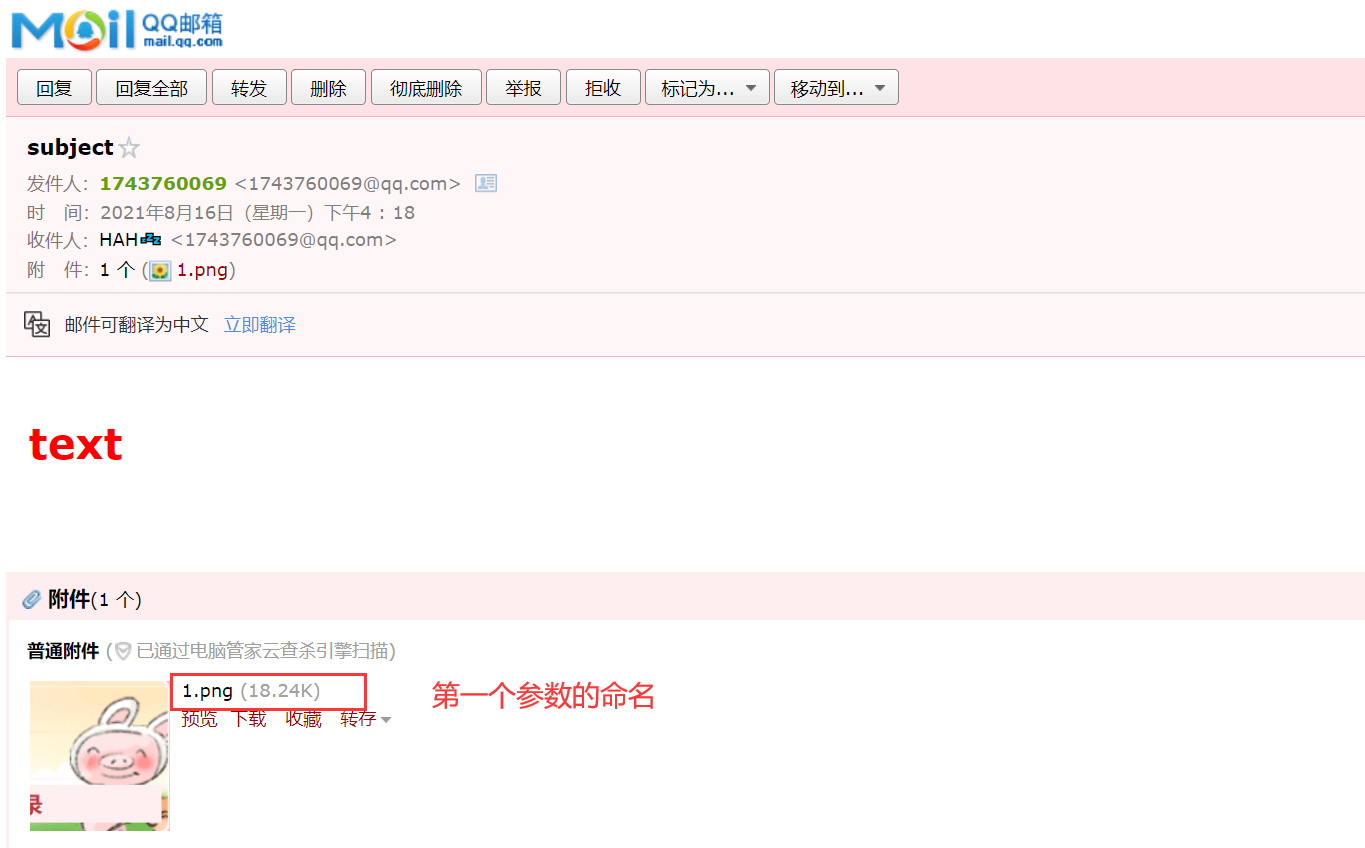 Mail QQ邮箱
mail.qq.com
回复 回复全部 转发 删除 彻底删除 举报 拒收 标记为... 移动到...
subject
发件人：1743760069 <1743760069@qq.com>
时 间：2021年8月16日（星期一）下午4：18
收件人：HAH💤 <1743760069@qq.com>
附 件：1 个 (1.png)
邮件可翻译为中文 立即翻译
text
附件(1 个)
普通附件 (已通过电脑管家云查杀引擎扫描)
1.png (18.24K)
第一个参数的命名
预览 下载 收藏 转存
录